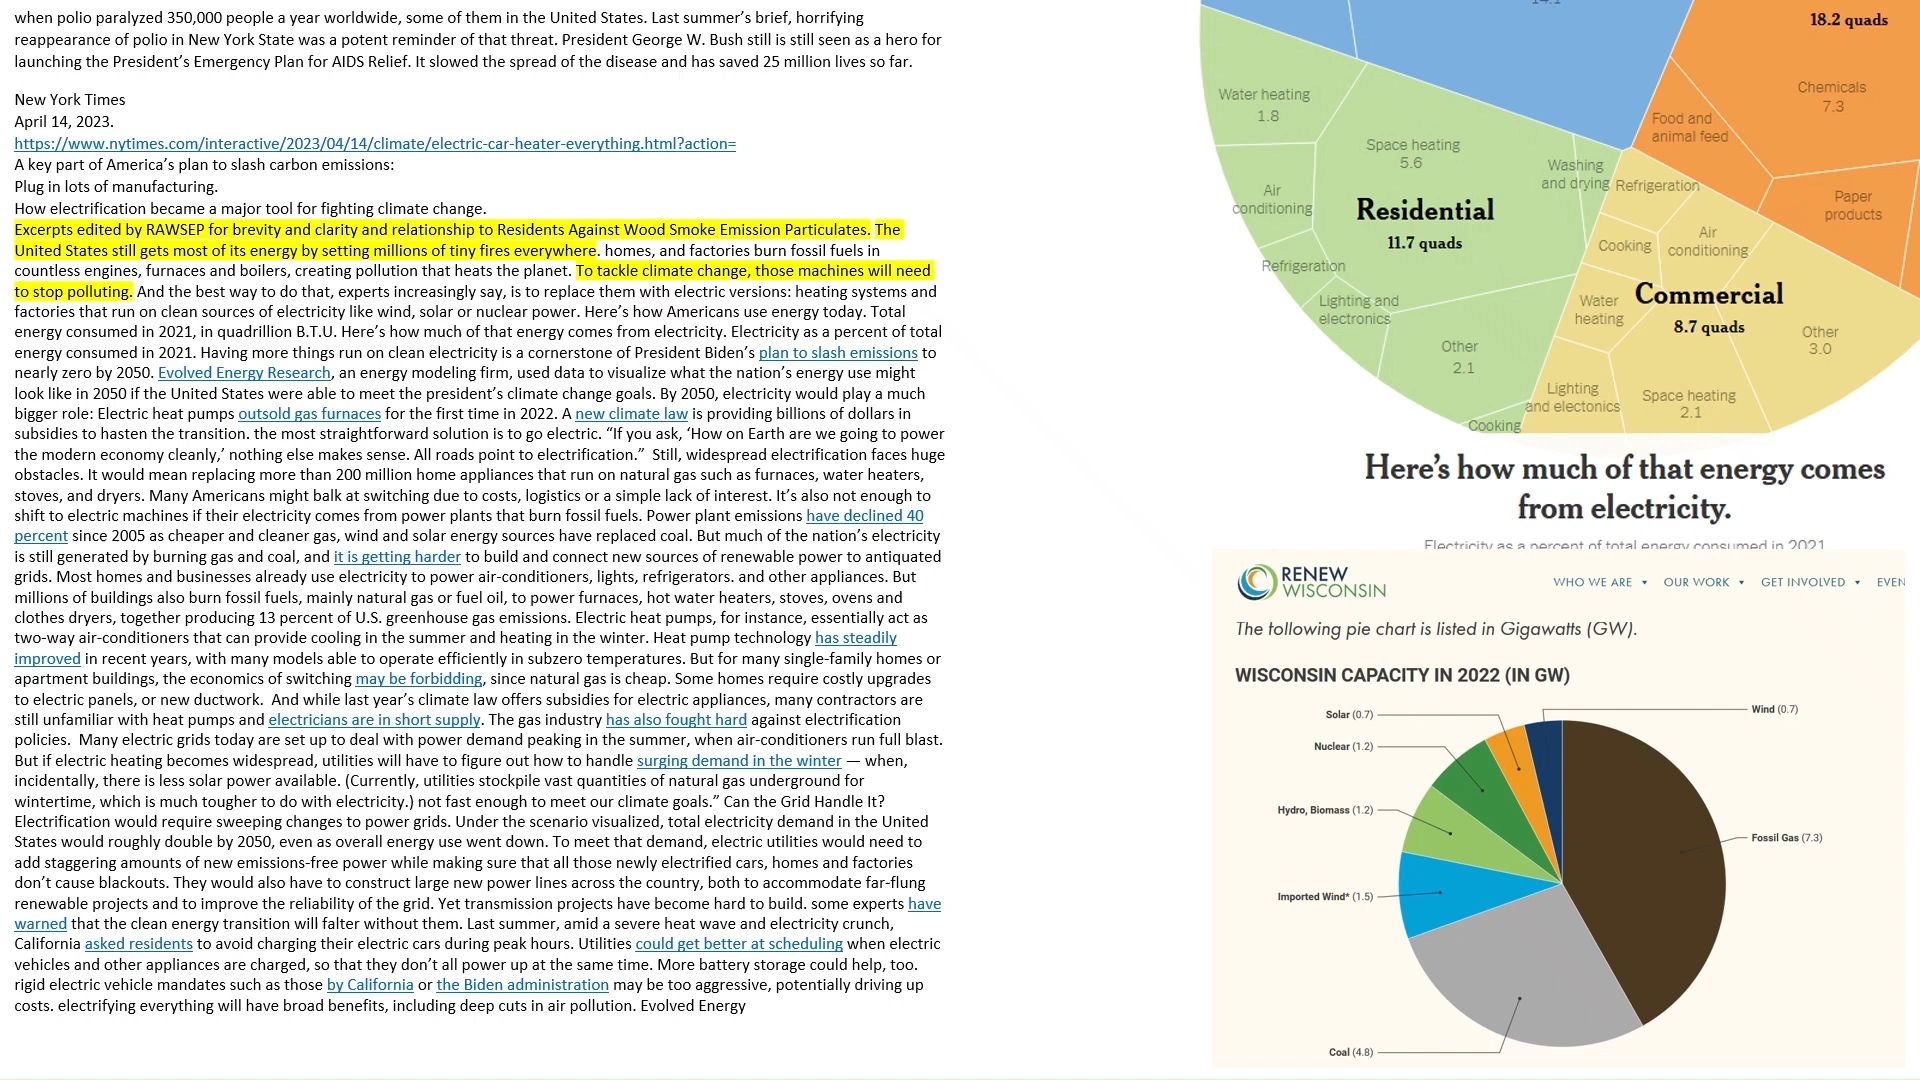 when polio paralyzed 350,000 people a year worldwide, some of them in the United States. Last summer’s brief, horrifying
reappearance of polio in New York State was a potent reminder of that threat. President George W. Bush still is still seen as a hero for
launching the President’s Emergency Plan for AIDS Relief. It slowed the spread of the disease and has saved 25 million lives so far.
New York Times
April 14, 2023.
https://www.nytimes.com/interactive/2023/04/14/climate/electric-car-heater-everything.html?action=
A key part of America’s plan to slash carbon emissions:
Plug in lots of manufacturing.
How electrification became a major tool for fighting climate change.
Excerpts edited by RAWSEP for brevity and clarity and relationship to Residents Against Wood Smoke Emission Particulates. The
United States still gets most of its energy by setting millions of tiny fires everywhere. homes, and factories burn fossil fuels in
countless engines, furnaces and boilers, creating pollution that heats the planet. To tackle climate change, those machines will need
to stop polluting. And the best way to do that, experts increasingly say, is to replace them with electric versions: heating systems and
factories that run on clean sources of electricity like wind, solar or nuclear power. Here’s how Americans use energy today. Total
energy consumed in 2021, in quadrillion B.T.U. Here’s how much of that energy comes from electricity. Electricity as a percent of total
energy consumed in 2021. Having more things run on clean electricity is a cornerstone of President Biden’s plan to slash emissions to
nearly zero by 2050. Evolved Energy Research, an energy modeling firm, used data to visualize what the nation’s energy use might
look like in 2050 if the United States were able to meet the president’s climate change goals. By 2050, electricity would play a much
bigger role: Electric heat pumps outsold gas furnaces for the first time in 2022. A new climate law is providing billions of dollars in
subsidies to hasten the transition. the most straightforward solution is to go electric. “If you ask, ‘How on Earth are we going to power
the modern economy cleanly,’ nothing else makes sense. All roads point to electrification.”  Still, widespread electrification faces huge
obstacles. It would mean replacing more than 200 million home appliances that run on natural gas such as furnaces, water heaters,
stoves, and dryers. Many Americans might balk at switching due to costs, logistics or a simple lack of interest. It’s also not enough to
shift to electric machines if their electricity comes from power plants that burn fossil fuels. Power plant emissions have declined 40
percent since 2005 as cheaper and cleaner gas, wind and solar energy sources have replaced coal. But much of the nation’s electricity
is still generated by burning gas and coal, and it is getting harder to build and connect new sources of renewable power to antiquated
grids. Most homes and businesses already use electricity to power air-conditioners, lights, refrigerators. and other appliances. But
millions of buildings also burn fossil fuels, mainly natural gas or fuel oil, to power furnaces, hot water heaters, stoves, ovens and
clothes dryers, together producing 13 percent of U.S. greenhouse gas emissions. Electric heat pumps, for instance, essentially act as
two-way air-conditioners that can provide cooling in the summer and heating in the winter. Heat pump technology has steadily
improved in recent years, with many models able to operate efficiently in subzero temperatures. But for many single-family homes or
apartment buildings, the economics of switching may be forbidding, since natural gas is cheap. Some homes require costly upgrades
to electric panels, or new ductwork.  And while last year’s climate law offers subsidies for electric appliances, many contractors are
still unfamiliar with heat pumps and electricians are in short supply. The gas industry has also fought hard against electrification
policies.  Many electric grids today are set up to deal with power demand peaking in the summer, when air-conditioners run full blast.
But if electric heating becomes widespread, utilities will have to figure out how to handle surging demand in the winter — when,
incidentally, there is less solar power available. (Currently, utilities stockpile vast quantities of natural gas underground for
wintertime, which is much tougher to do with electricity.) not fast enough to meet our climate goals.” Can the Grid Handle It?
Electrification would require sweeping changes to power grids. Under the scenario visualized, total electricity demand in the United
States would roughly double by 2050, even as overall energy use went down. To meet that demand, electric utilities would need to
add staggering amounts of new emissions-free power while making sure that all those newly electrified cars, homes and factories
don’t cause blackouts. They would also have to construct large new power lines across the country, both to accommodate far-flung
renewable projects and to improve the reliability of the grid. Yet transmission projects have become hard to build. some experts have
warned that the clean energy transition will falter without them. Last summer, amid a severe heat wave and electricity crunch,
California asked residents to avoid charging their electric cars during peak hours. Utilities could get better at scheduling when electric
vehicles and other appliances are charged, so that they don’t all power up at the same time. More battery storage could help, too.
rigid electric vehicle mandates such as those by California or the Biden administration may be too aggressive, potentially driving up
costs. electrifying everything will have broad benefits, including deep cuts in air pollution. Evolved Energy
14.1
18.2 quads
Chemicals
7.3
Food and
animal feed
Paper
products
Water heating
1.8
Space heating
5.6
Washing
and drying
Air
conditioning
Residential
11.7 quads
Refrigeration
Lighting and
electronics
Other
2.1
Cooking
Refrigeration
Cooking
Air
conditioning
Commercial
8.7 quads
Water
heating
Other
3.0
Lighting
and electonics
Space heating
2.1
Here’s how much of that energy comes
from electricity.
Electricity as a percent of total energy consumed in 2021
RENEW
WISCONSIN
WHO WE ARE
OUR WORK
GET INVOLVED
EVEN
The following pie chart is listed in Gigawatts (GW).
WISCONSIN CAPACITY IN 2022 (IN GW)
Solar (0.7)
Wind (0.7)
Nuclear (1.2)
Hydro, Biomass (1.2)
Fossil Gas (7.3)
Imported Wind* (1.5)
Coal (4.8)